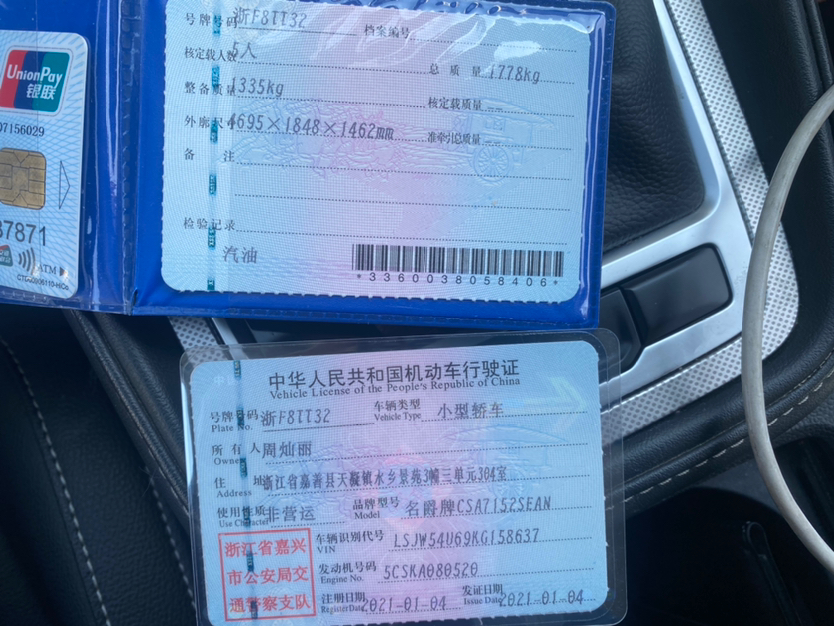 号牌号码 浙F8TT32 档案编号
核定载人数 5人 总质量 1778kg
整备质量 1335kg 核定载质量 --
外廓尺寸 4695×1848×1462mm 准牵引总质量 --
备注
检验记录
汽油
*3360038058406*
UnionPay
银联
07156029
37871
ATM
中华人民共和国机动车行驶证
Vehicle License of the People's Republic of China
号牌号码 浙F8TT32 车辆类型 小型轿车
Plate No. Vehicle Type
所有人 周灿丽
Owner
住址 浙江省嘉善县天凝镇水乡景苑3幢三单元304室
Address
使用性质 非营运 品牌型号 名爵牌CSA7152SEAN
Use Character Model
浙江省嘉兴
市公安局交
通警察支队
车辆识别代号 LSJW54U69KG158637
VIN
发动机号码 5CSKA080520
Engine No.
注册日期 2021-01-04 发证日期 2021-01-04
Register Date Issue Date